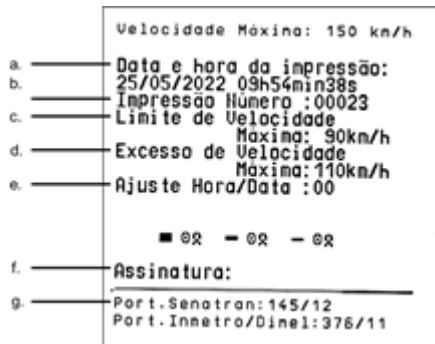 Velocidade Máxima: 150 km/h
a. Data e hora da impressão:
b. 25/05/2022 09h54min38s
Impressão Número :00023
c. Limite de Velocidade
Máxima: 90km/h
d. Excesso de Velocidade
Máxima:110km/h
e. Ajuste Hora/Data :00
f. Assinatura:
g. Port.Senatran:145/12
Port.Inmetro/Dimel:376/11